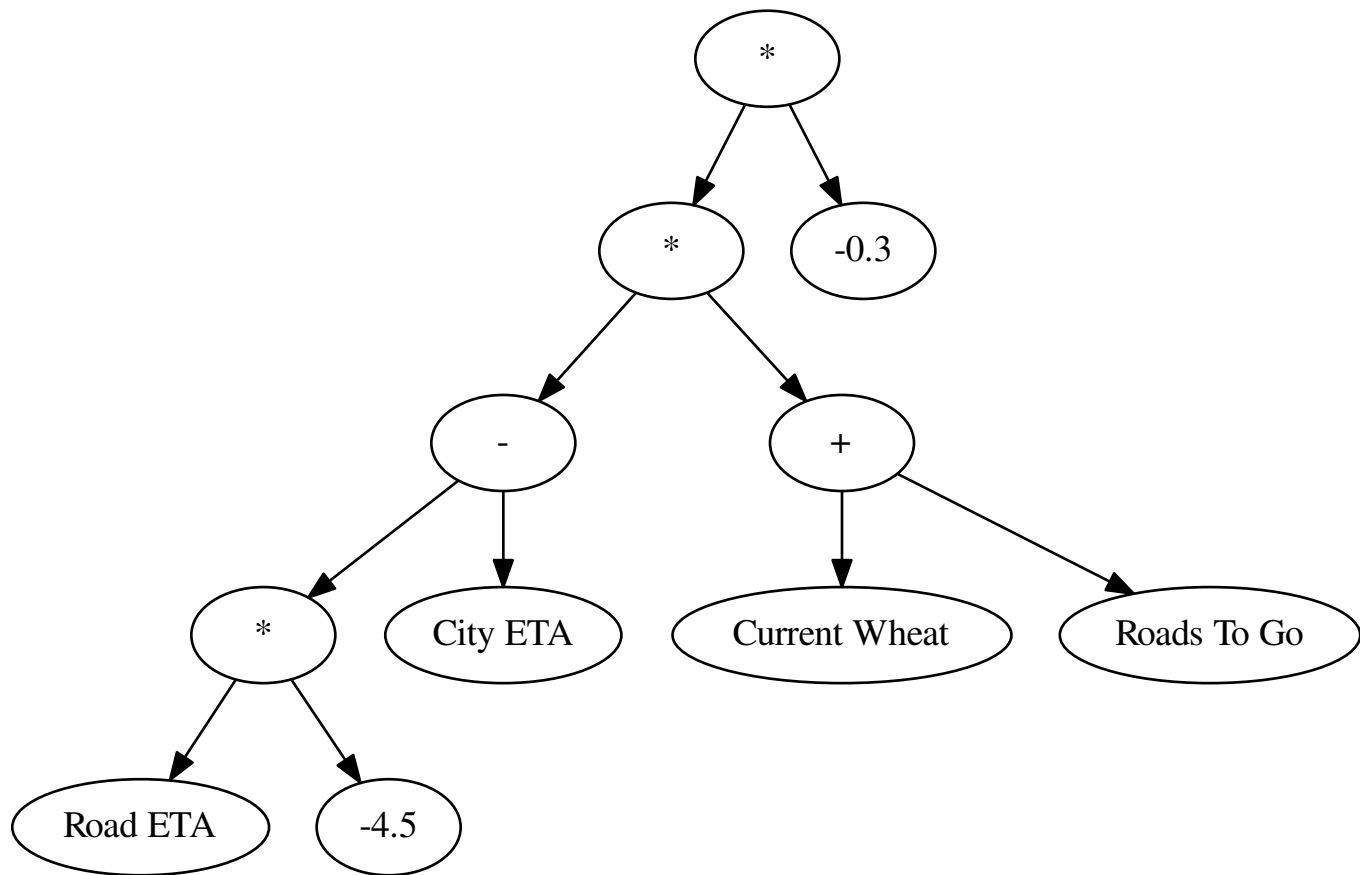 *
*
-0.3
-
+
*
City ETA
Current Wheat
Roads To Go
Road ETA
-4.5